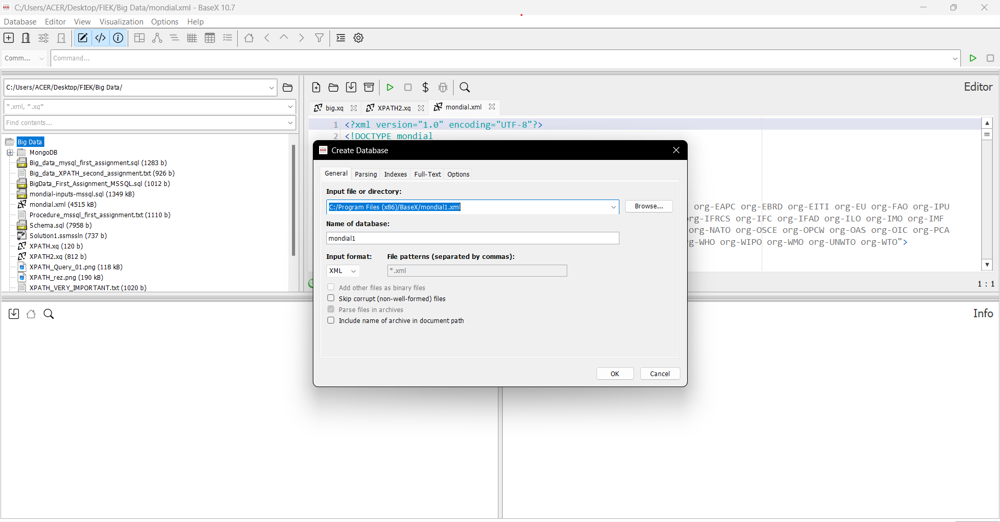 C:/Users/ACER/Desktop/FIEK/Big Data/mondial.xml - BaseX 10.7
Database Editor View Visualization Options Help
Comm... Command...
C:/Users/ACER/Desktop/FIEK/Big Data/
*.xml, *.xq*
Find contents...
Big Data
MongoDB
Big_data_mysql_first_assignment.sql (1283 b)
Big_data_XPATH_second_assignment.txt (926 b)
BigData_First_Assignment_MSSQL.sql (1012 b)
mondial-inputs-mssql.sql (1349 kB)
mondial.xml (4515 kB)
Procedure_mssql_first_assignment.txt (1110 b)
Schema.sql (7958 b)
Solution1.ssmssln (737 b)
XPATH.xq (120 b)
XPATH2.xq (812 b)
XPATH_Query_01.png (118 kB)
XPATH_rez.png (190 kB)
XPATH_VERY_IMPORTANT.txt (1020 b)
Editor
big.xq XPATH2.xq mondial.xml
1 <?xml version="1.0" encoding="UTF-8"?>
2 <!DOCTYPE mondial
org-EAPC org-EBRD org-EITI org-EU org-FAO org-IPU
rg-IFRCS org-IFC org-IFAD org-ILO org-IMO org-IMF
org-NATO org-OSCE org-OPCW org-OAS org-OIC org-PCA
g-WHO org-WIPO org-WMO org-UNWTO org-WTO">
1 : 1
BASE Create Database
General Parsing Indexes Full-Text Options
Input file or directory:
C:/Program Files (x86)/BaseX/mondial1.xml Browse...
Name of database:
mondial1
Input format: File patterns (separated by commas):
XML *.xml
Add other files as binary files
Skip corrupt (non-well-formed) files
Parse files in archives
Include name of archive in document path
OK Cancel
Info